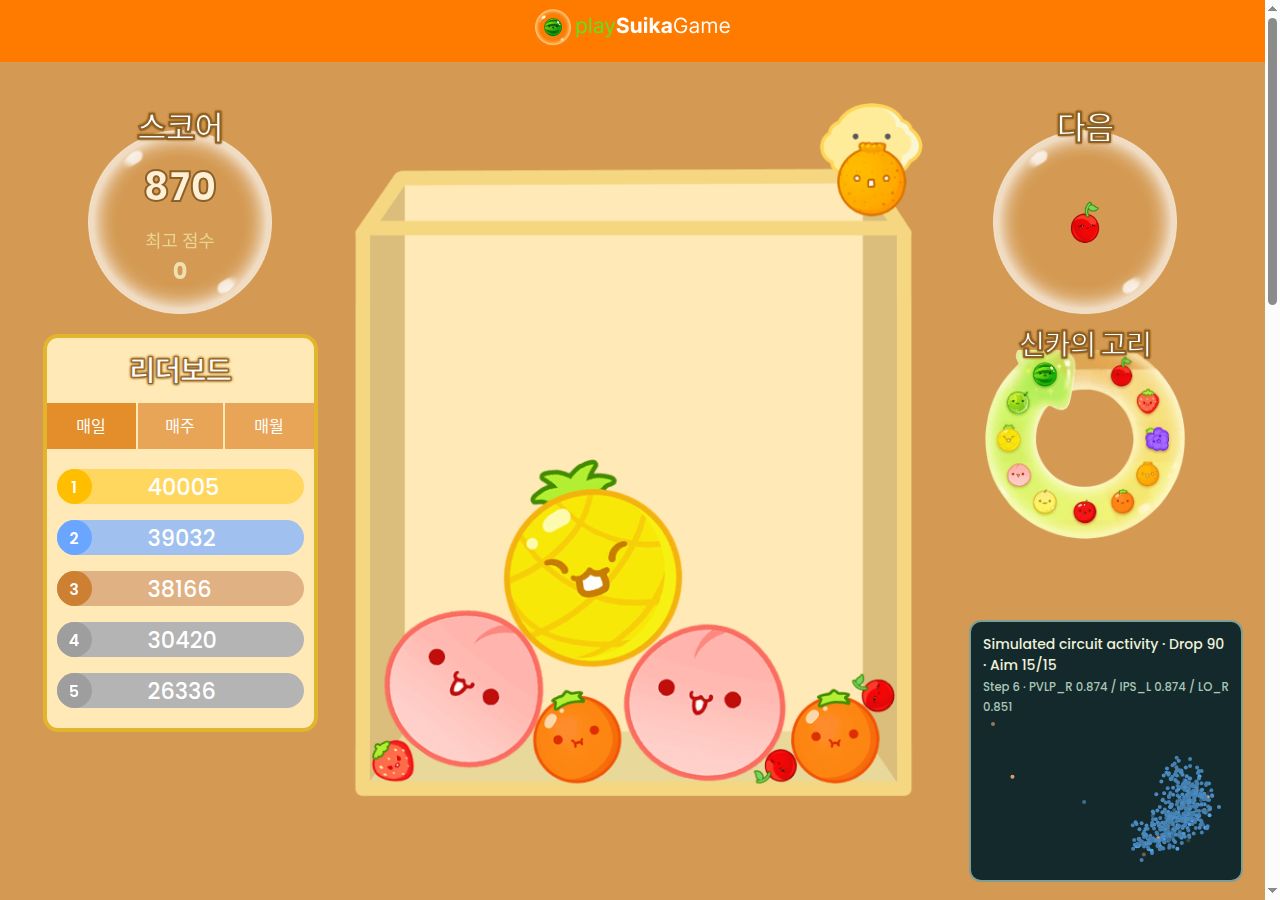 playSuikaGame
스코어
870
최고 점수
0
다음
리더보드
매일
매주
매월
1
40005
2
39032
3
38166
4
30420
5
26336
신카의 고리
Simulated circuit activity · Drop 90
· Aim 15/15
Step 6 · PVLP_R 0.874 / IPS_L 0.874 / LO_R
0.851